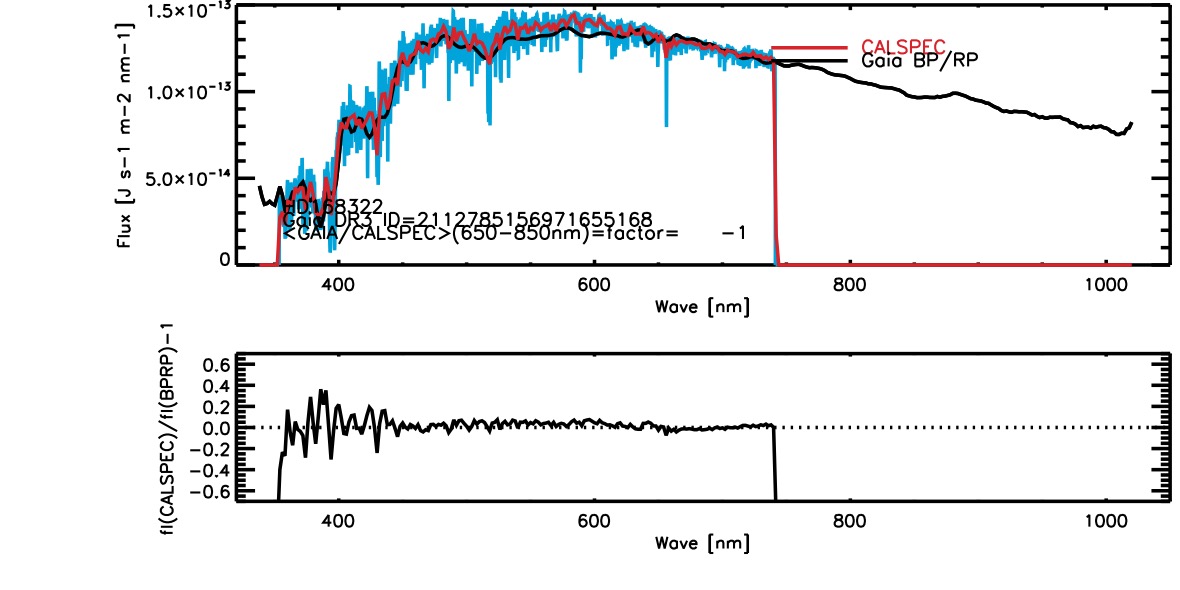 1.5×10−13
1.0×10−13
5.0×10−14
0
Flux [J s−1 m−2 nm−1]
CALSPEC
Gaia BP/RP
HD168322
Gaia DR3 ID=2112785156971655168
<GAIA/CALSPEC>(650−850nm)=factor= −1
400 600 800 1000
Wave [nm]
0.6
0.4
0.2
0.0
−0.2
−0.4
−0.6
fl(CALSPEC)/fl(BPRP)−1
400 600 800 1000
Wave [nm]